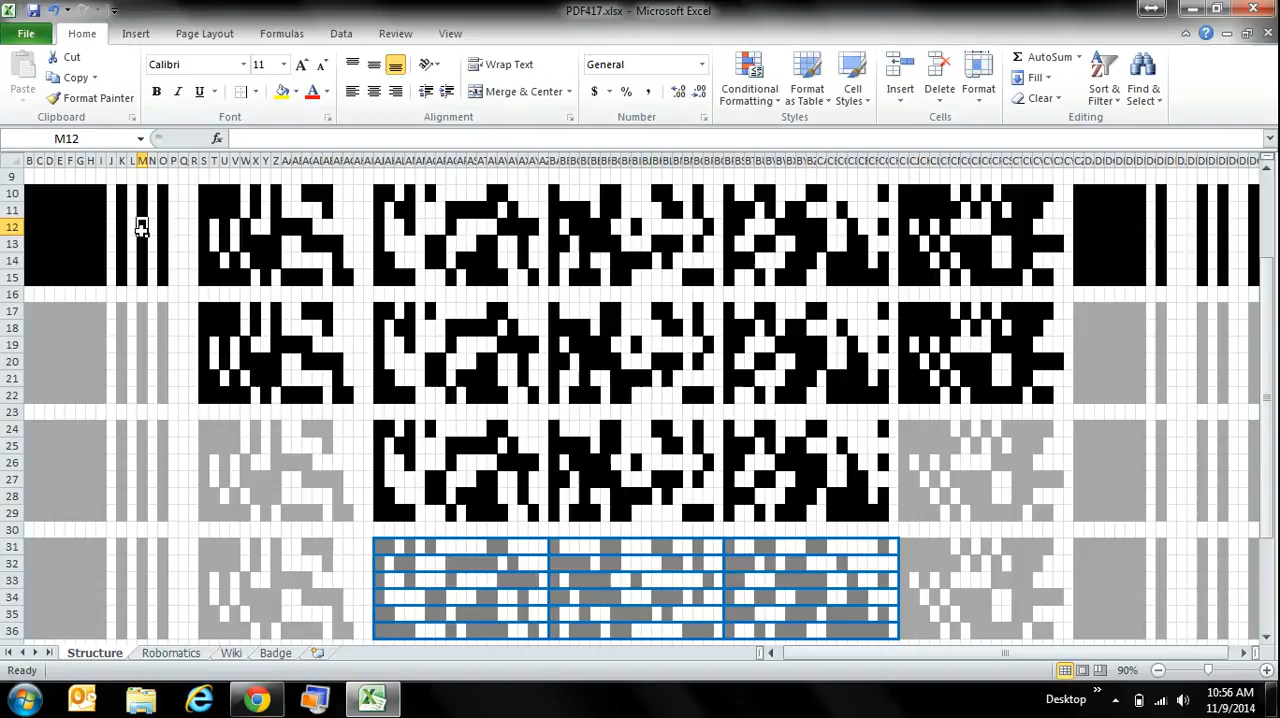 PDF417.xlsx - Microsoft Excel
File Home Insert Page Layout Formulas Data Review View
Paste
Cut
Copy
Format Painter
Clipboard
Calibri 11
B I U
Font
Wrap Text
Merge & Center
Alignment
General
$ % ,
Number
Conditional Formatting
Format as Table
Cell Styles
Styles
Insert
Delete
Format
Cells
AutoSum
Fill
Clear
Sort & Filter
Find & Select
Editing
M12
fx
B C D E F G H I J K L M N O P Q R S T U V W X Y Z
9
10
11
12
13
14
15
16
17
18
19
20
21
22
23
24
25
26
27
28
29
30
31
32
33
34
35
36
Structure Robomatics Wiki Badge
Ready
90%
Desktop
10:56 AM
11/9/2014